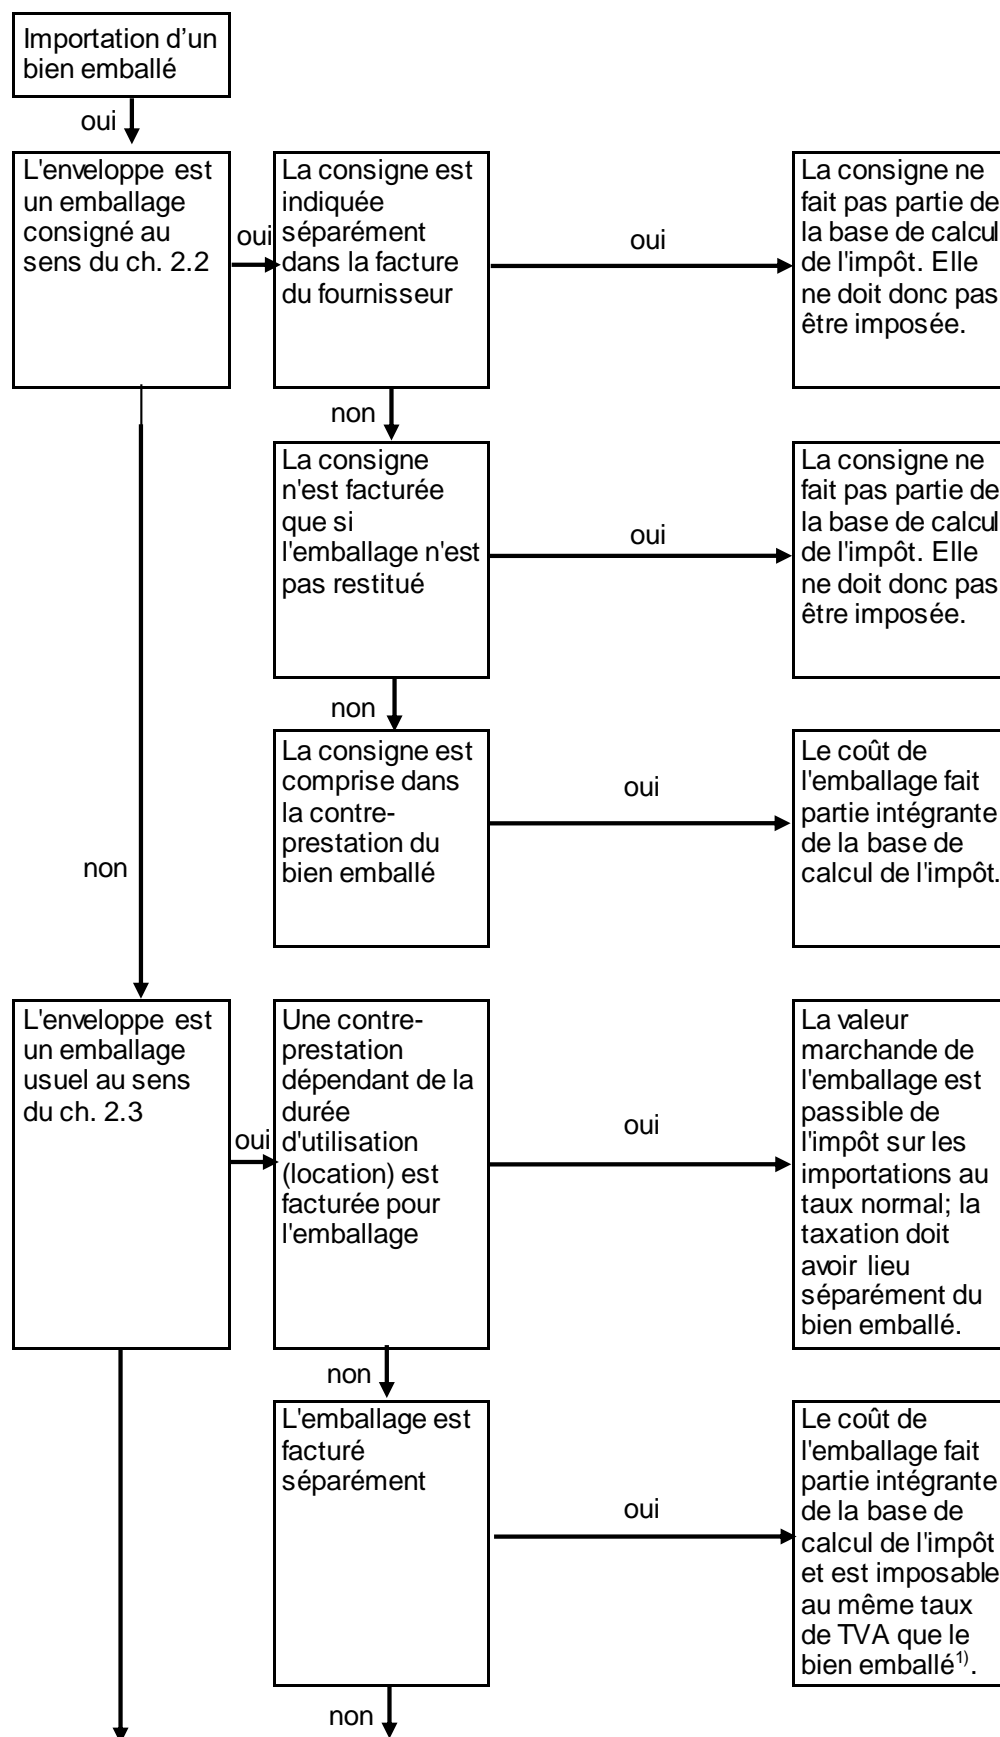 Importation d'un
bien emballé
oui
L'enveloppe est
un emballage
consigné au
sens du ch. 2.2
oui
La consigne est
indiquée
séparément
dans la facture
du fournisseur
oui
La consigne ne
fait pas partie de
la base de calcul
de l'impôt. Elle
ne doit donc pas
être imposée.
non
La consigne
n'est facturée
que si
l'emballage n'est
pas restitué
oui
La consigne ne
fait pas partie de
la base de calcul
de l'impôt. Elle
ne doit donc pas
être imposée.
non
La consigne est
comprise dans
la contre-
prestation du
bien emballé
oui
Le coût de
l'emballage fait
partie intégrante
de la base de
calcul de l'impôt.
non
L'enveloppe est
un emballage
usuel au sens
du ch. 2.3
oui
Une contre-
prestation
dépendant de la
durée
d'utilisation
(location) est
facturée pour
l'emballage
oui
La valeur
marchande de
l'emballage est
passible de
l'impôt sur les
importations au
taux normal; la
taxation doit
avoir lieu
séparément du
bien emballé.
non
L'emballage est
facturé
séparément
oui
Le coût de
l'emballage fait
partie intégrante
de la base de
calcul de l'impôt
et est imposable
au même taux
de TVA que le
bien emballé1).
non